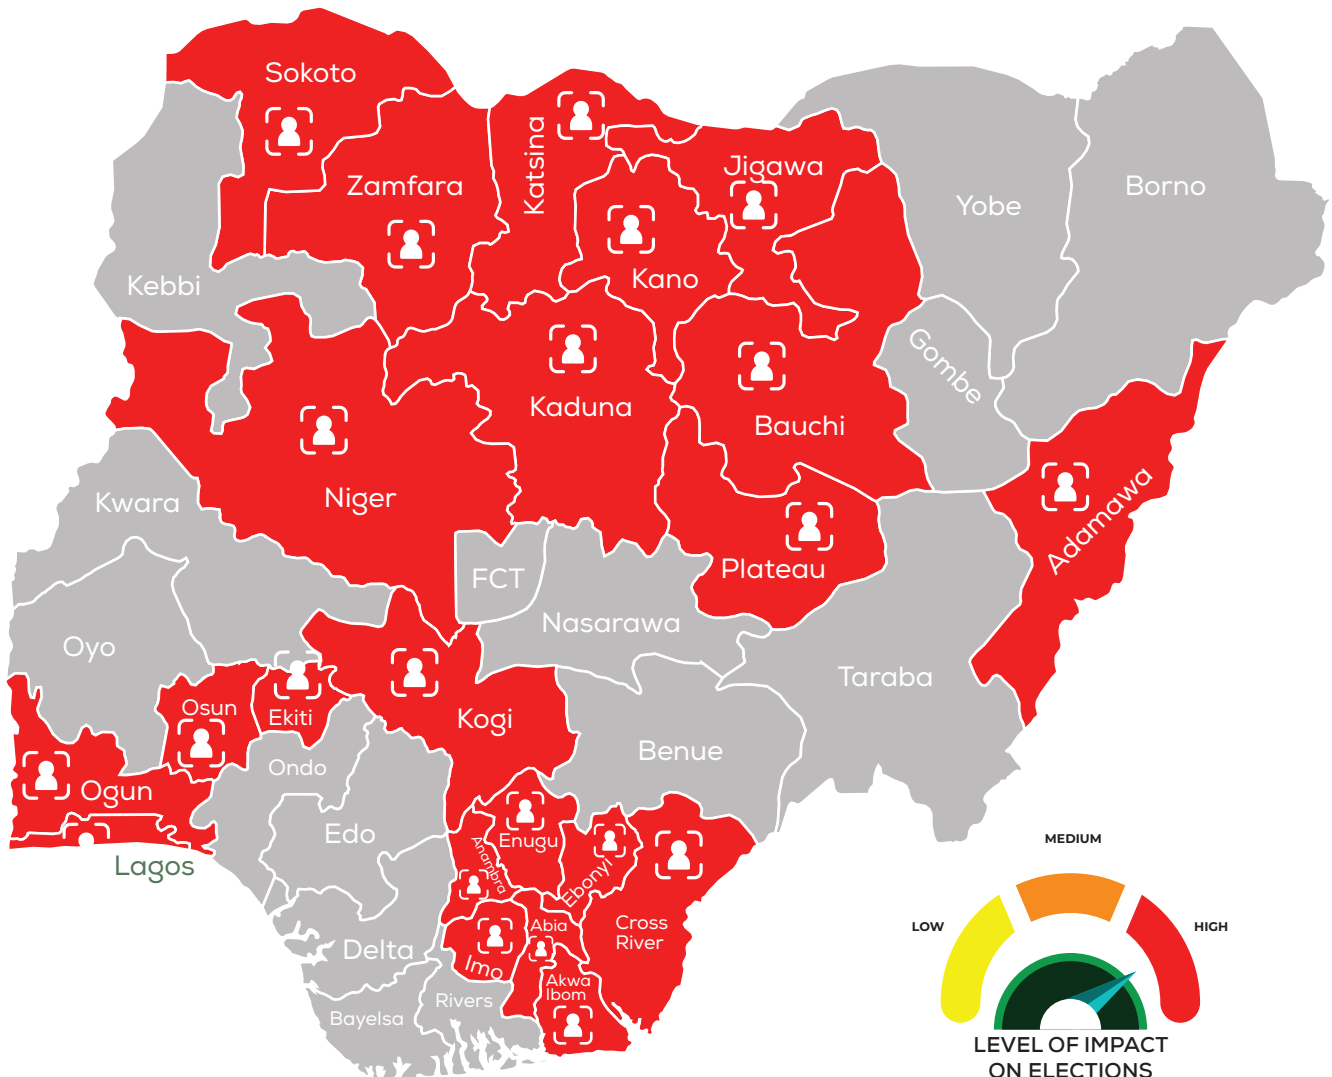 Sokoto
Katsina
Zamfara
Jigawa
Kano
Yobe
Borno
Kebbi
Gombe
Kaduna
Bauchi
Niger
Adamawa
Kwara
FCT
Plateau
Nasarawa
Oyo
Taraba
Osun
Ekiti
Kogi
Benue
Ondo
Ogun
Edo
Enugu
Anambra
Ebonyi
Lagos
Abia
Cross
River
Delta
Imo
Akwa
Ibom
Rivers
Bayelsa
MEDIUM
LOW
HIGH
LEVEL OF IMPACT
ON ELECTIONS